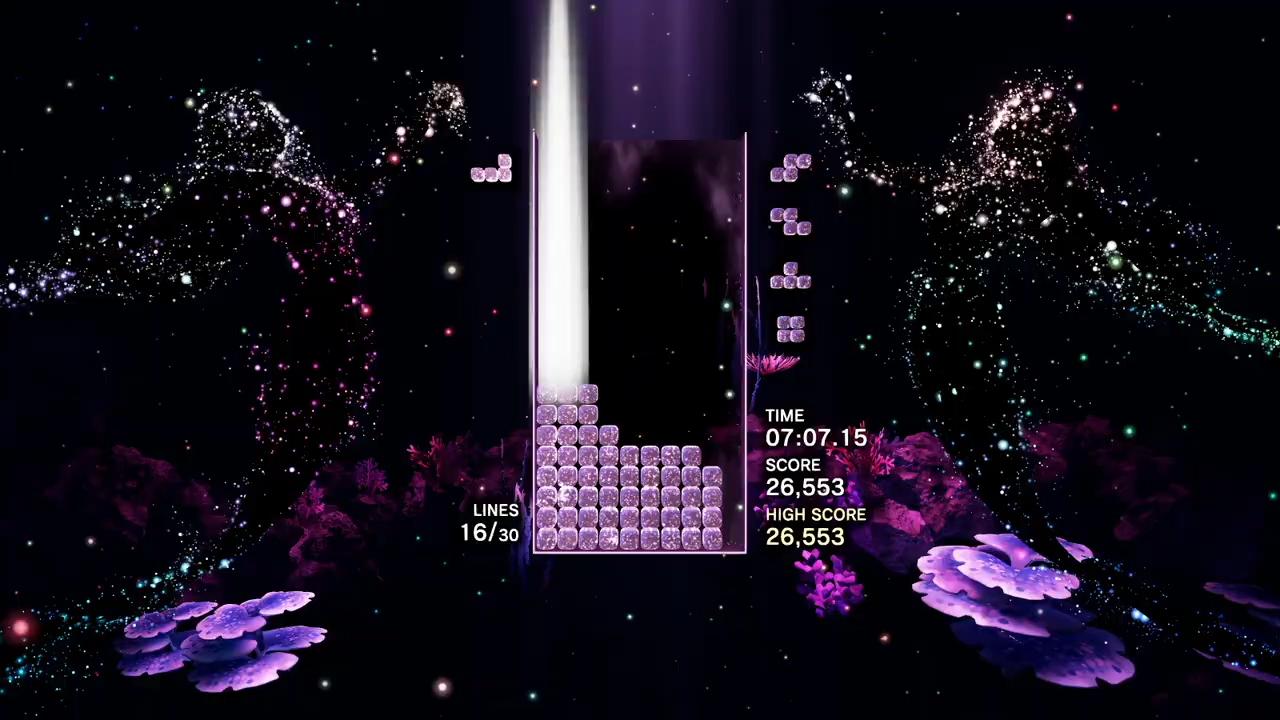 TIME
07:07.15
SCORE
26,553
LINES
16/30
HIGH SCORE
26,553